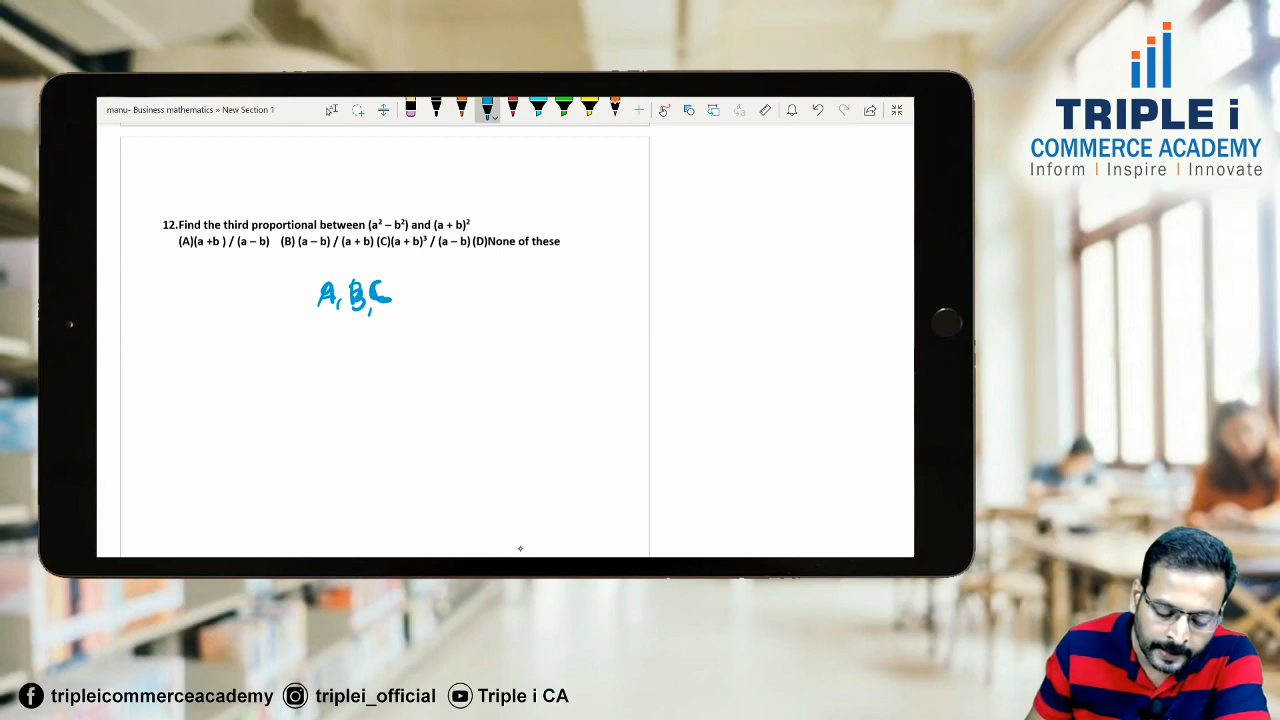 manu- Business mathematics » New Section 1
TRIPLE i
COMMERCE ACADEMY
Inform | Inspire | Innovate
12.Find the third proportional between (a² – b²) and (a + b)²
(A)(a +b ) / (a – b) (B) (a – b) / (a + b) (C)(a + b)³ / (a – b) (D)None of these
A, B, C
tripleicommerceacademy triplei_official Triple i CA